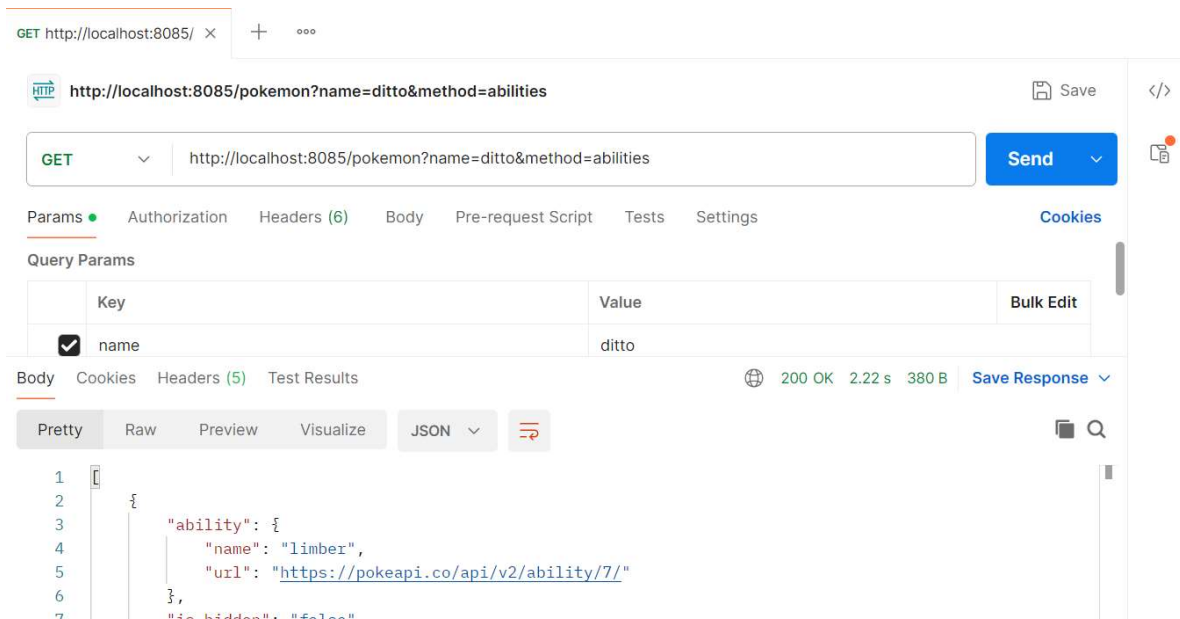 GET http://localhost:8085/
HTTP http://localhost:8085/pokemon?name=ditto&method=abilities Save </>
GET http://localhost:8085/pokemon?name=ditto&method=abilities Send
Params Authorization Headers (6) Body Pre-request Script Tests Settings Cookies
Query Params
Key Value Bulk Edit
name ditto
Body Cookies Headers (5) Test Results 200 OK 2.22 s 380 B Save Response
Pretty Raw Preview Visualize JSON
1 [
2 {
3 "ability": {
4 "name": "limber",
5 "url": "https://pokeapi.co/api/v2/ability/7/"
6 },
7 "is_hidden": "false"